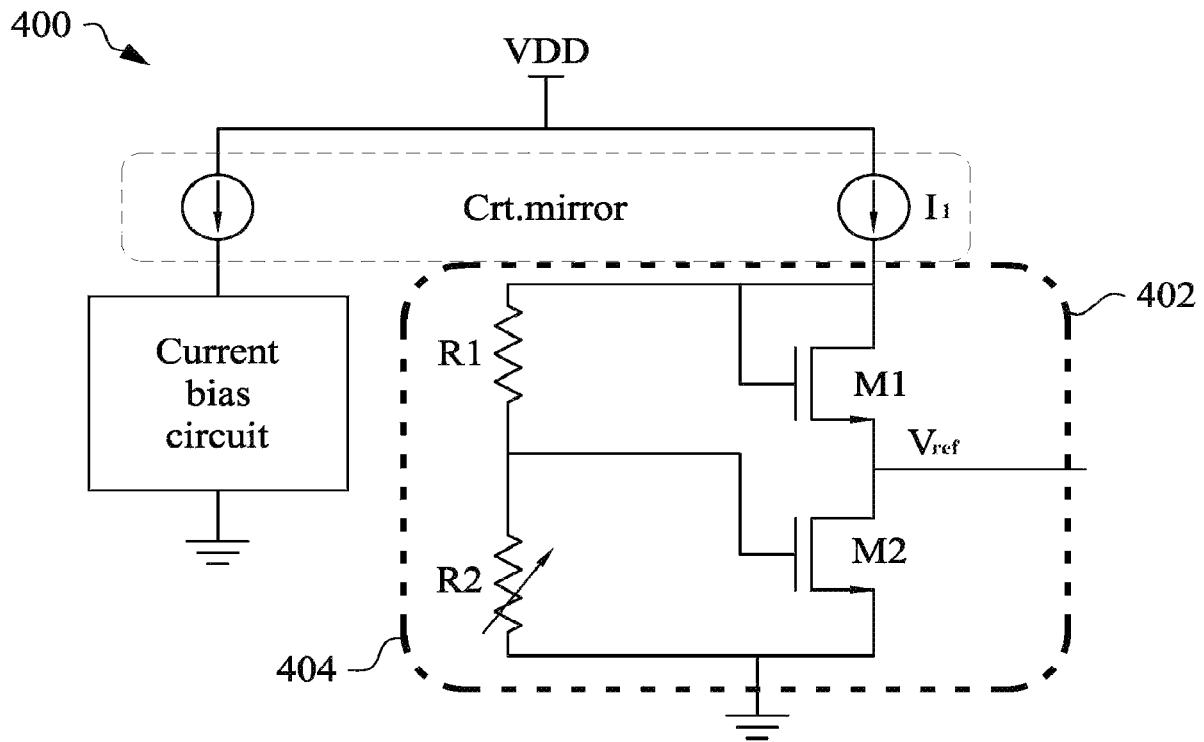 400
VDD
Crt.mirror
I1
402
Current
bias
circuit
R1
M1
Vref
R2
M2
404